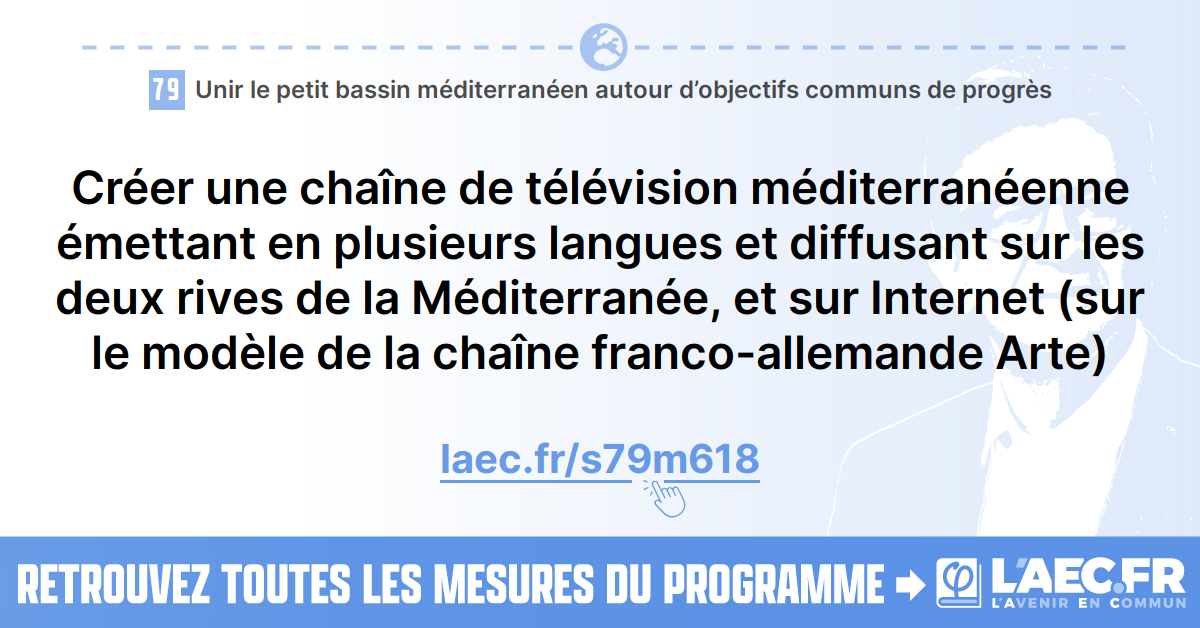 79 Unir le petit bassin méditerranéen autour d’objectifs communs de progrès
Créer une chaîne de télévision méditerranéenne
émettant en plusieurs langues et diffusant sur les
deux rives de la Méditerranée, et sur Internet (sur
le modèle de la chaîne franco-allemande Arte)
laec.fr/s79m618
RETROUVEZ TOUTES LES MESURES DU PROGRAMME L'AEC.FR
L'AVENIR EN COMMUN